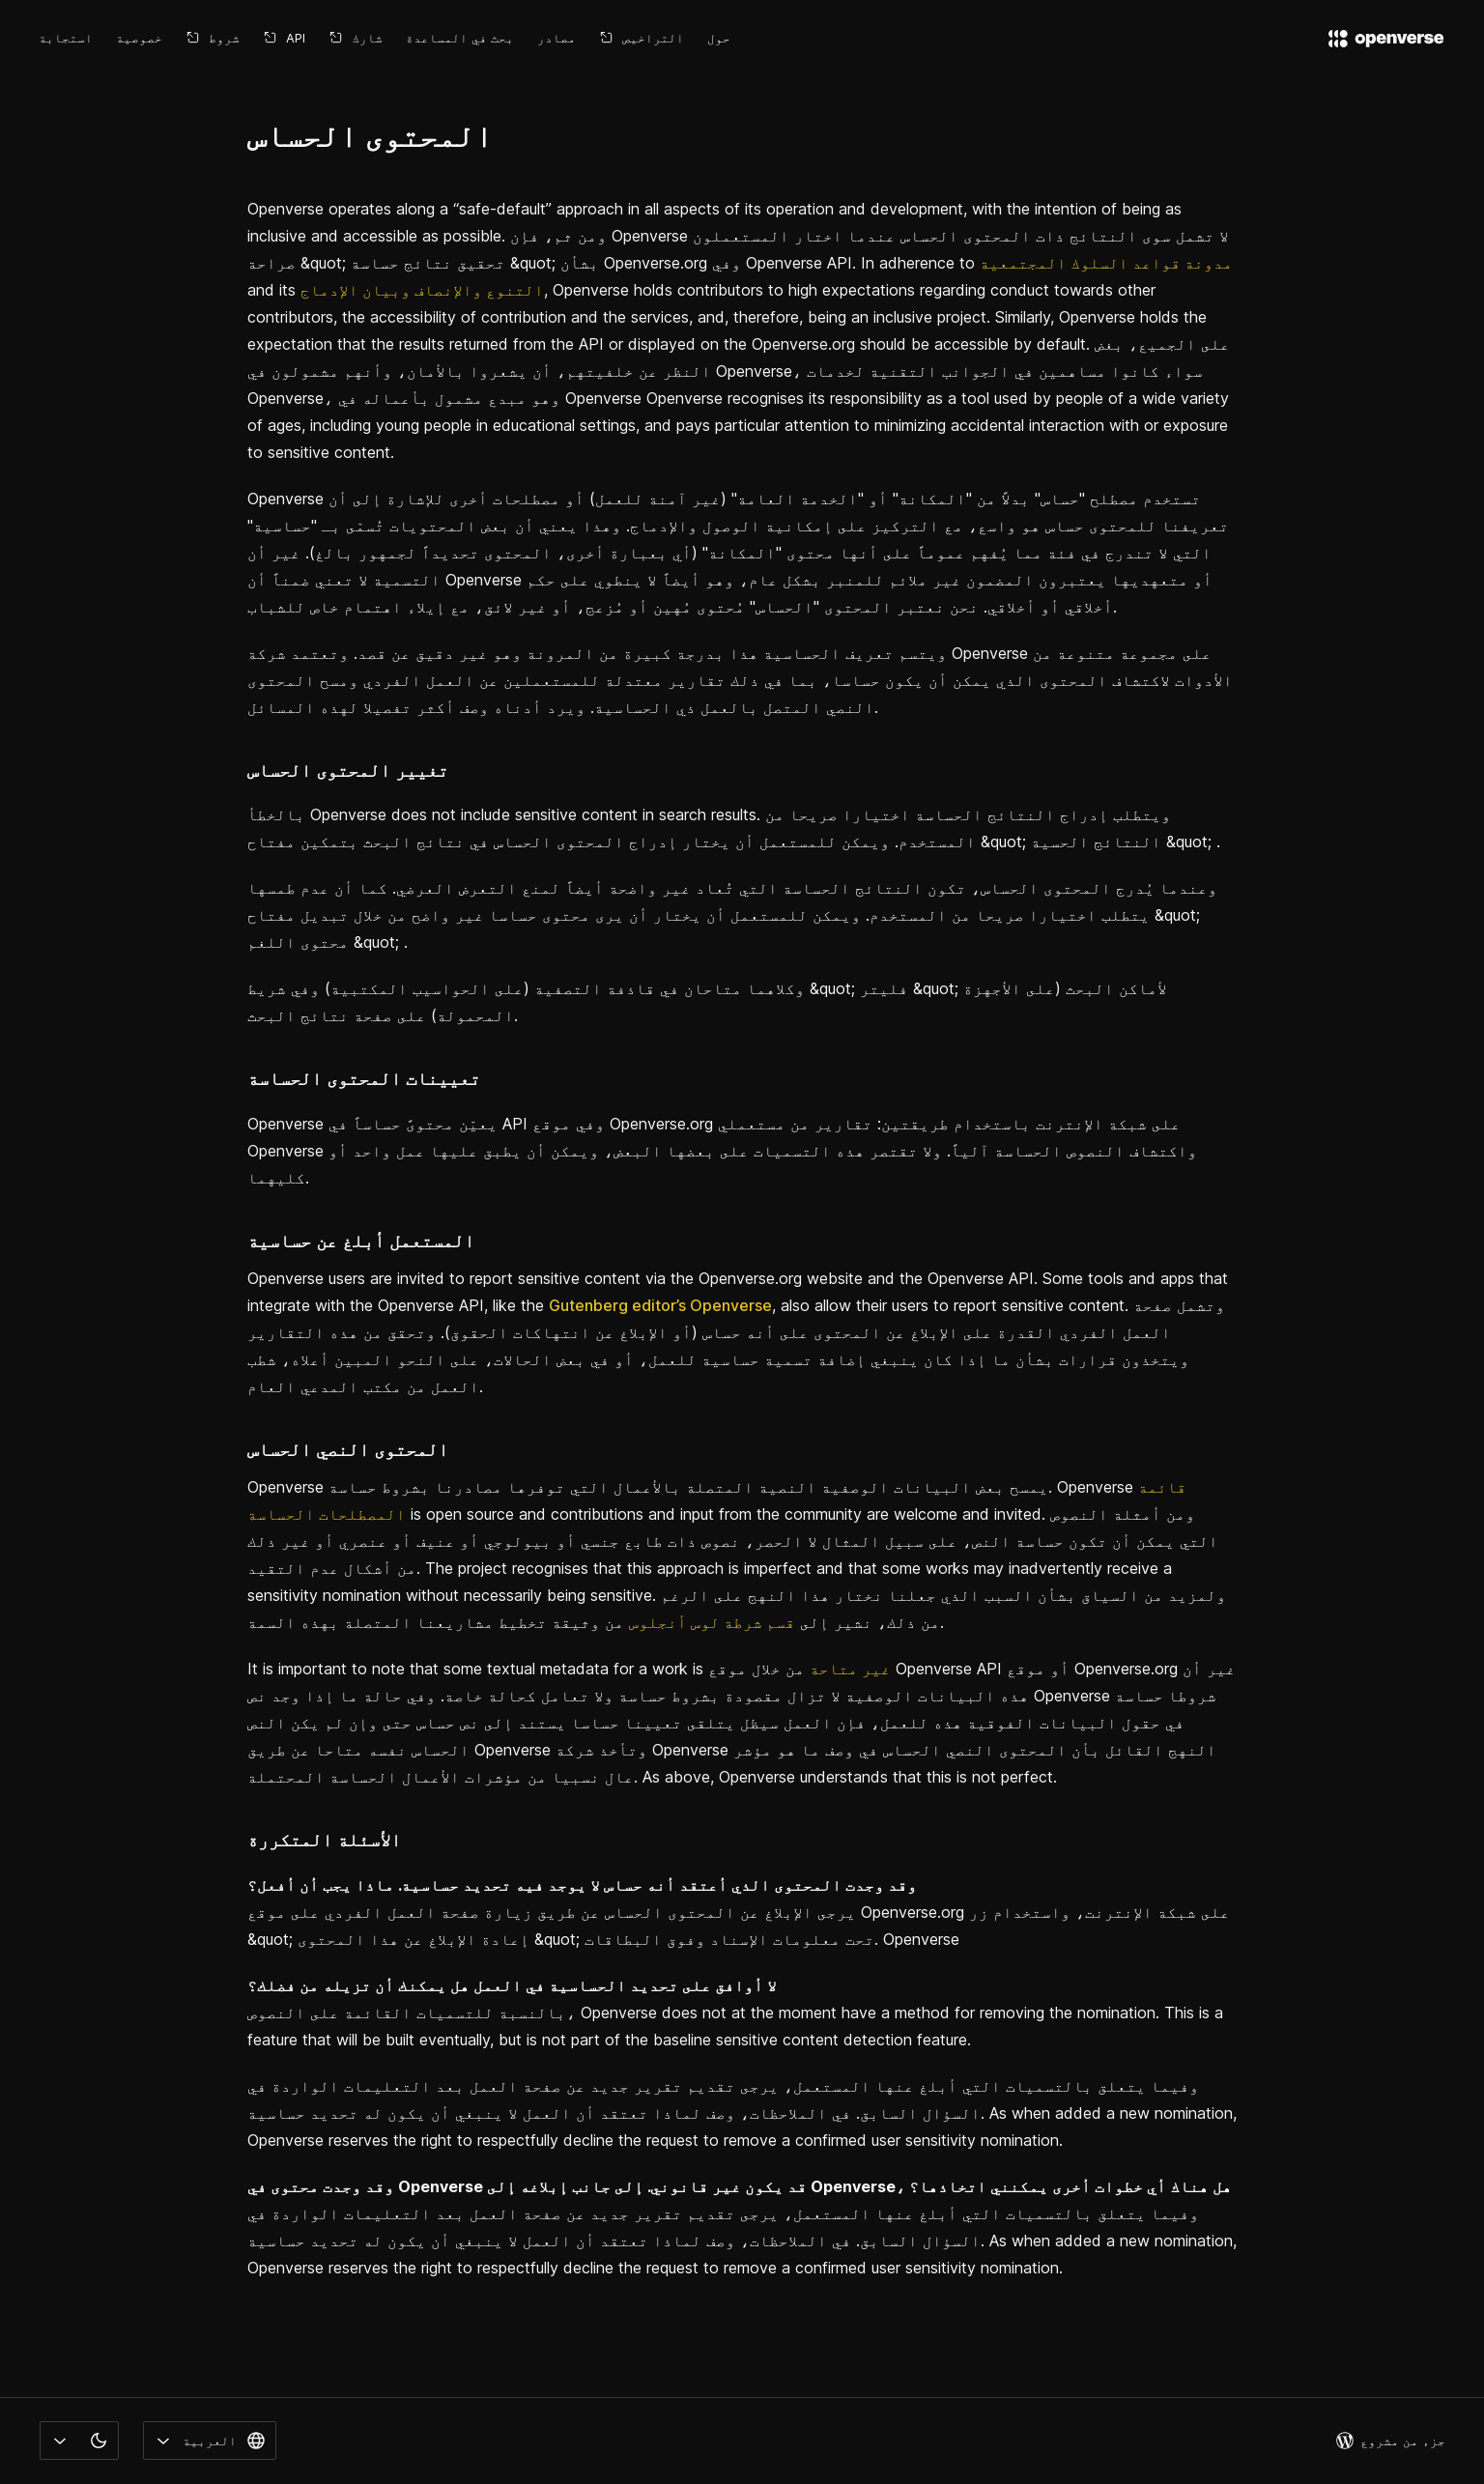 openverse
حول
التراخيص
مصادر
بحث في المساعدة
شارك
API
شروط
خصوصية
استجابة
المحتوى الحساس
Openverse operates along a “safe-default” approach in all aspects of its operation and development, with the intention of being as
inclusive and accessible as possible. ومن ثم، فإن Openverse لا تشمل سوى النتائج ذات المحتوى الحساس عندما اختار المستعملون
صراحة &quot; تحقيق نتائج حساسة &quot; بشأن Openverse.org وفي Openverse API. In adherence to مدونة قواعد السلوك المجتمعية
and its التنوع والإنصاف وبيان الإدماج, Openverse holds contributors to high expectations regarding conduct towards other
contributors, the accessibility of contribution and the services, and, therefore, being an inclusive project. Similarly, Openverse holds the
expectation that the results returned from the API or displayed on the Openverse.org should be accessible by default. على الجميع، بغض
النظر عن خلفيتهم، أن يشعروا بالأمان، وأنهم مشمولون في Openverse، سواء كانوا مساهمين في الجوانب التقنية لخدمات
Openverse، وهو مبدع مشمول بأعماله في Openverse Openverse recognises its responsibility as a tool used by people of a wide variety
of ages, including young people in educational settings, and pays particular attention to minimizing accidental interaction with or exposure
to sensitive content.
Openverse تستخدم مصطلح "حساس" بدلاً من "المكانة" أو "الخدمة العامة" (غير آمنة للعمل) أو مصطلحات أخرى للإشارة إلى أن
تعريفنا للمحتوى حساس هو واسع، مع التركيز على إمكانية الوصول والإدماج. وهذا يعني أن بعض المحتويات تُسمّى بـ "حساسية"
التي لا تندرج في فئة مما يُفهم عموماً على أنها محتوى "المكانة" (أي بعبارة أخرى، المحتوى تحديداً لجمهور بالغ). غير أن
التسمية لا تعني ضمناً أن Openverse أو متعهديها يعتبرون المضمون غير ملائم للمنبر بشكل عام، وهو أيضاً لا ينطوي على حكم
أخلاقي أو أخلاقي. نحن نعتبر المحتوى "الحساس" مُحتوى مُهين أو مُزعج، أو غير لائق، مع إيلاء اهتمام خاص للشباب.
ويتسم تعريف الحساسية هذا بدرجة كبيرة من المرونة وهو غير دقيق عن قصد. وتعتمد شركة Openverse على مجموعة متنوعة من
الأدوات لاكتشاف المحتوى الذي يمكن أن يكون حساسا، بما في ذلك تقارير معتدلة للمستعملين عن العمل الفردي ومسح المحتوى
النصي المتصل بالعمل ذي الحساسية. ويرد أدناه وصف أكثر تفصيلا لهذه المسائل.
تغيير المحتوى الحساس
بالخطأ Openverse does not include sensitive content in search results. ويتطلب إدراج النتائج الحساسة اختيارا صريحا من
المستخدم. ويمكن للمستعمل أن يختار إدراج المحتوى الحساس في نتائج البحث بتمكين مفتاح &quot; النتائج الحسية &quot; .
وعندما يُدرج المحتوى الحساس، تكون النتائج الحساسة التي تُعاد غير واضحة أيضاً لمنع التعرض العرضي. كما أن عدم طمسها
يتطلب اختيارا صريحا من المستخدم. ويمكن للمستعمل أن يختار أن يرى محتوى حساسا غير واضح من خلال تبديل مفتاح &quot;
محتوى اللغم &quot; .
وكلاهما متاحان في قاذفة التصفية (على الحواسيب المكتبية) وفي شريط &quot; فليتر &quot; لأماكن البحث (على الأجهزة
المحمولة) على صفحة نتائج البحث.
تعيينات المحتوى الحساسة
Openverse يعيّن محتوىً حساساً في API وفي موقع Openverse.org على شبكة الإنترنت باستخدام طريقتين: تقارير من مستعملي
Openverse واكتشاف النصوص الحساسة آلياً. ولا تقتصر هذه التسميات على بعضها البعض، ويمكن أن يطبق عليها عمل واحد أو
كليهما.
المستعمل أبلغ عن حساسية
Openverse users are invited to report sensitive content via the Openverse.org website and the Openverse API. Some tools and apps that
integrate with the Openverse API, like the Gutenberg editor’s Openverse, also allow their users to report sensitive content. وتشمل صفحة
العمل الفردي القدرة على الإبلاغ عن المحتوى على أنه حساس (أو الإبلاغ عن انتهاكات الحقوق). وتحقق من هذه التقارير
ويتخذون قرارات بشأن ما إذا كان ينبغي إضافة تسمية حساسية للعمل، أو في بعض الحالات، على النحو المبين أعلاه، شطب
العمل من مكتب المدعي العام.
المحتوى النصي الحساس
Openverse يمسح بعض البيانات الوصفية النصية المتصلة بالأعمال التي توفرها مصادرنا بشروط حساسة. Openverse قائمة
المصطلحات الحساسة is open source and contributions and input from the community are welcome and invited. ومن أمثلة النصوص
التي يمكن أن تكون حساسة النص، على سبيل المثال لا الحصر، نصوص ذات طابع جنسي أو بيولوجي أو عنيف أو عنصري أو غير ذلك
من أشكال عدم التقيد. The project recognises that this approach is imperfect and that some works may inadvertently receive a
sensitivity nomination without necessarily being sensitive. ولمزيد من السياق بشأن السبب الذي جعلنا نختار هذا النهج على الرغم
من ذلك، نشير إلى قسم شرطة لوس أنجلوس من وثيقة تخطيط مشاريعنا المتصلة بهذه السمة.
It is important to note that some textual metadata for a work is غير متاحة من خلال موقع Openverse API أو موقع Openverse.org غير أن
هذه البيانات الوصفية لا تزال مقصودة بشروط حساسة ولا تعامل كحالة خاصة. وفي حالة ما إذا وجد نص Openverse شروطا حساسة
في حقول البيانات الفوقية هذه للعمل، فإن العمل سيظل يتلقى تعيينا حساسا يستند إلى نص حساس حتى وإن لم يكن النص
الحساس نفسه متاحا عن طريق Openverse وتأخذ شركة Openverse النهج القائل بأن المحتوى النصي الحساس في وصف ما هو مؤشر
عال نسبيا من مؤشرات الأعمال الحساسة المحتملة. As above, Openverse understands that this is not perfect.
الأسئلة المتكررة
وقد وجدت المحتوى الذي أعتقد أنه حساس لا يوجد فيه تحديد حساسية. ماذا يجب أن أفعل؟
يرجى الإبلاغ عن المحتوى الحساس عن طريق زيارة صفحة العمل الفردي على موقع Openverse.org على شبكة الإنترنت، واستخدام زر
&quot; إعادة الإبلاغ عن هذا المحتوى &quot; تحت معلومات الإسناد وفوق البطاقات. Openverse
لا أوافق على تحديد الحساسية في العمل هل يمكنك أن تزيله من فضلك؟
بالنسبة للتسميات القائمة على النصوص، Openverse does not at the moment have a method for removing the nomination. This is a
feature that will be built eventually, but is not part of the baseline sensitive content detection feature.
وفيما يتعلق بالتسميات التي أبلغ عنها المستعمل، يرجى تقديم تقرير جديد عن صفحة العمل بعد التعليمات الواردة في
السؤال السابق. في الملاحظات، وصف لماذا تعتقد أن العمل لا ينبغي أن يكون له تحديد حساسية. As when added a new nomination,
Openverse reserves the right to respectfully decline the request to remove a confirmed user sensitivity nomination.
وقد وجدت محتوى في Openverse قد يكون غير قانوني. إلى جانب إبلاغه إلى Openverse، هل هناك أي خطوات أخرى يمكنني اتخاذها؟
وفيما يتعلق بالتسميات التي أبلغ عنها المستعمل، يرجى تقديم تقرير جديد عن صفحة العمل بعد التعليمات الواردة في
السؤال السابق. في الملاحظات، وصف لماذا تعتقد أن العمل لا ينبغي أن يكون له تحديد حساسية. As when added a new nomination,
Openverse reserves the right to respectfully decline the request to remove a confirmed user sensitivity nomination.
جزء من مشروع
العربية